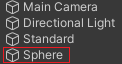 Main Camera
Directional Light
Standard
Sphere